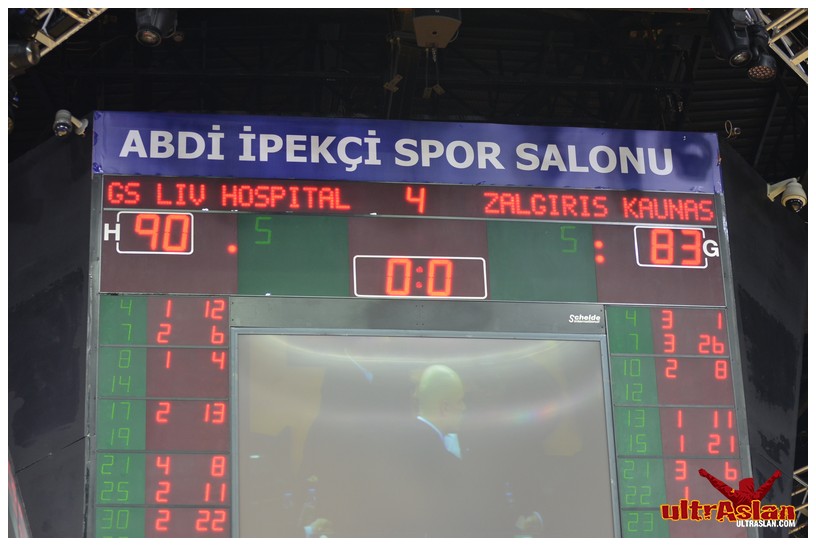 ABDİ İPEKÇİ SPOR SALONU
GS LIV HOSPITAL 4 ZALGIRIS KAUNAS
H 90 . 5 5 : 83 G
0:0
Schelde
4 1 12 4 3 1
7 2 6 7 3 26
8 1 4 10 2 8
14 12
17 2 13 13 1 11
19 15 1 21
21 4 8 21 3 6
25 2 11 22
30 2 22 23
ultrAslan
ULTRASLAN.COM